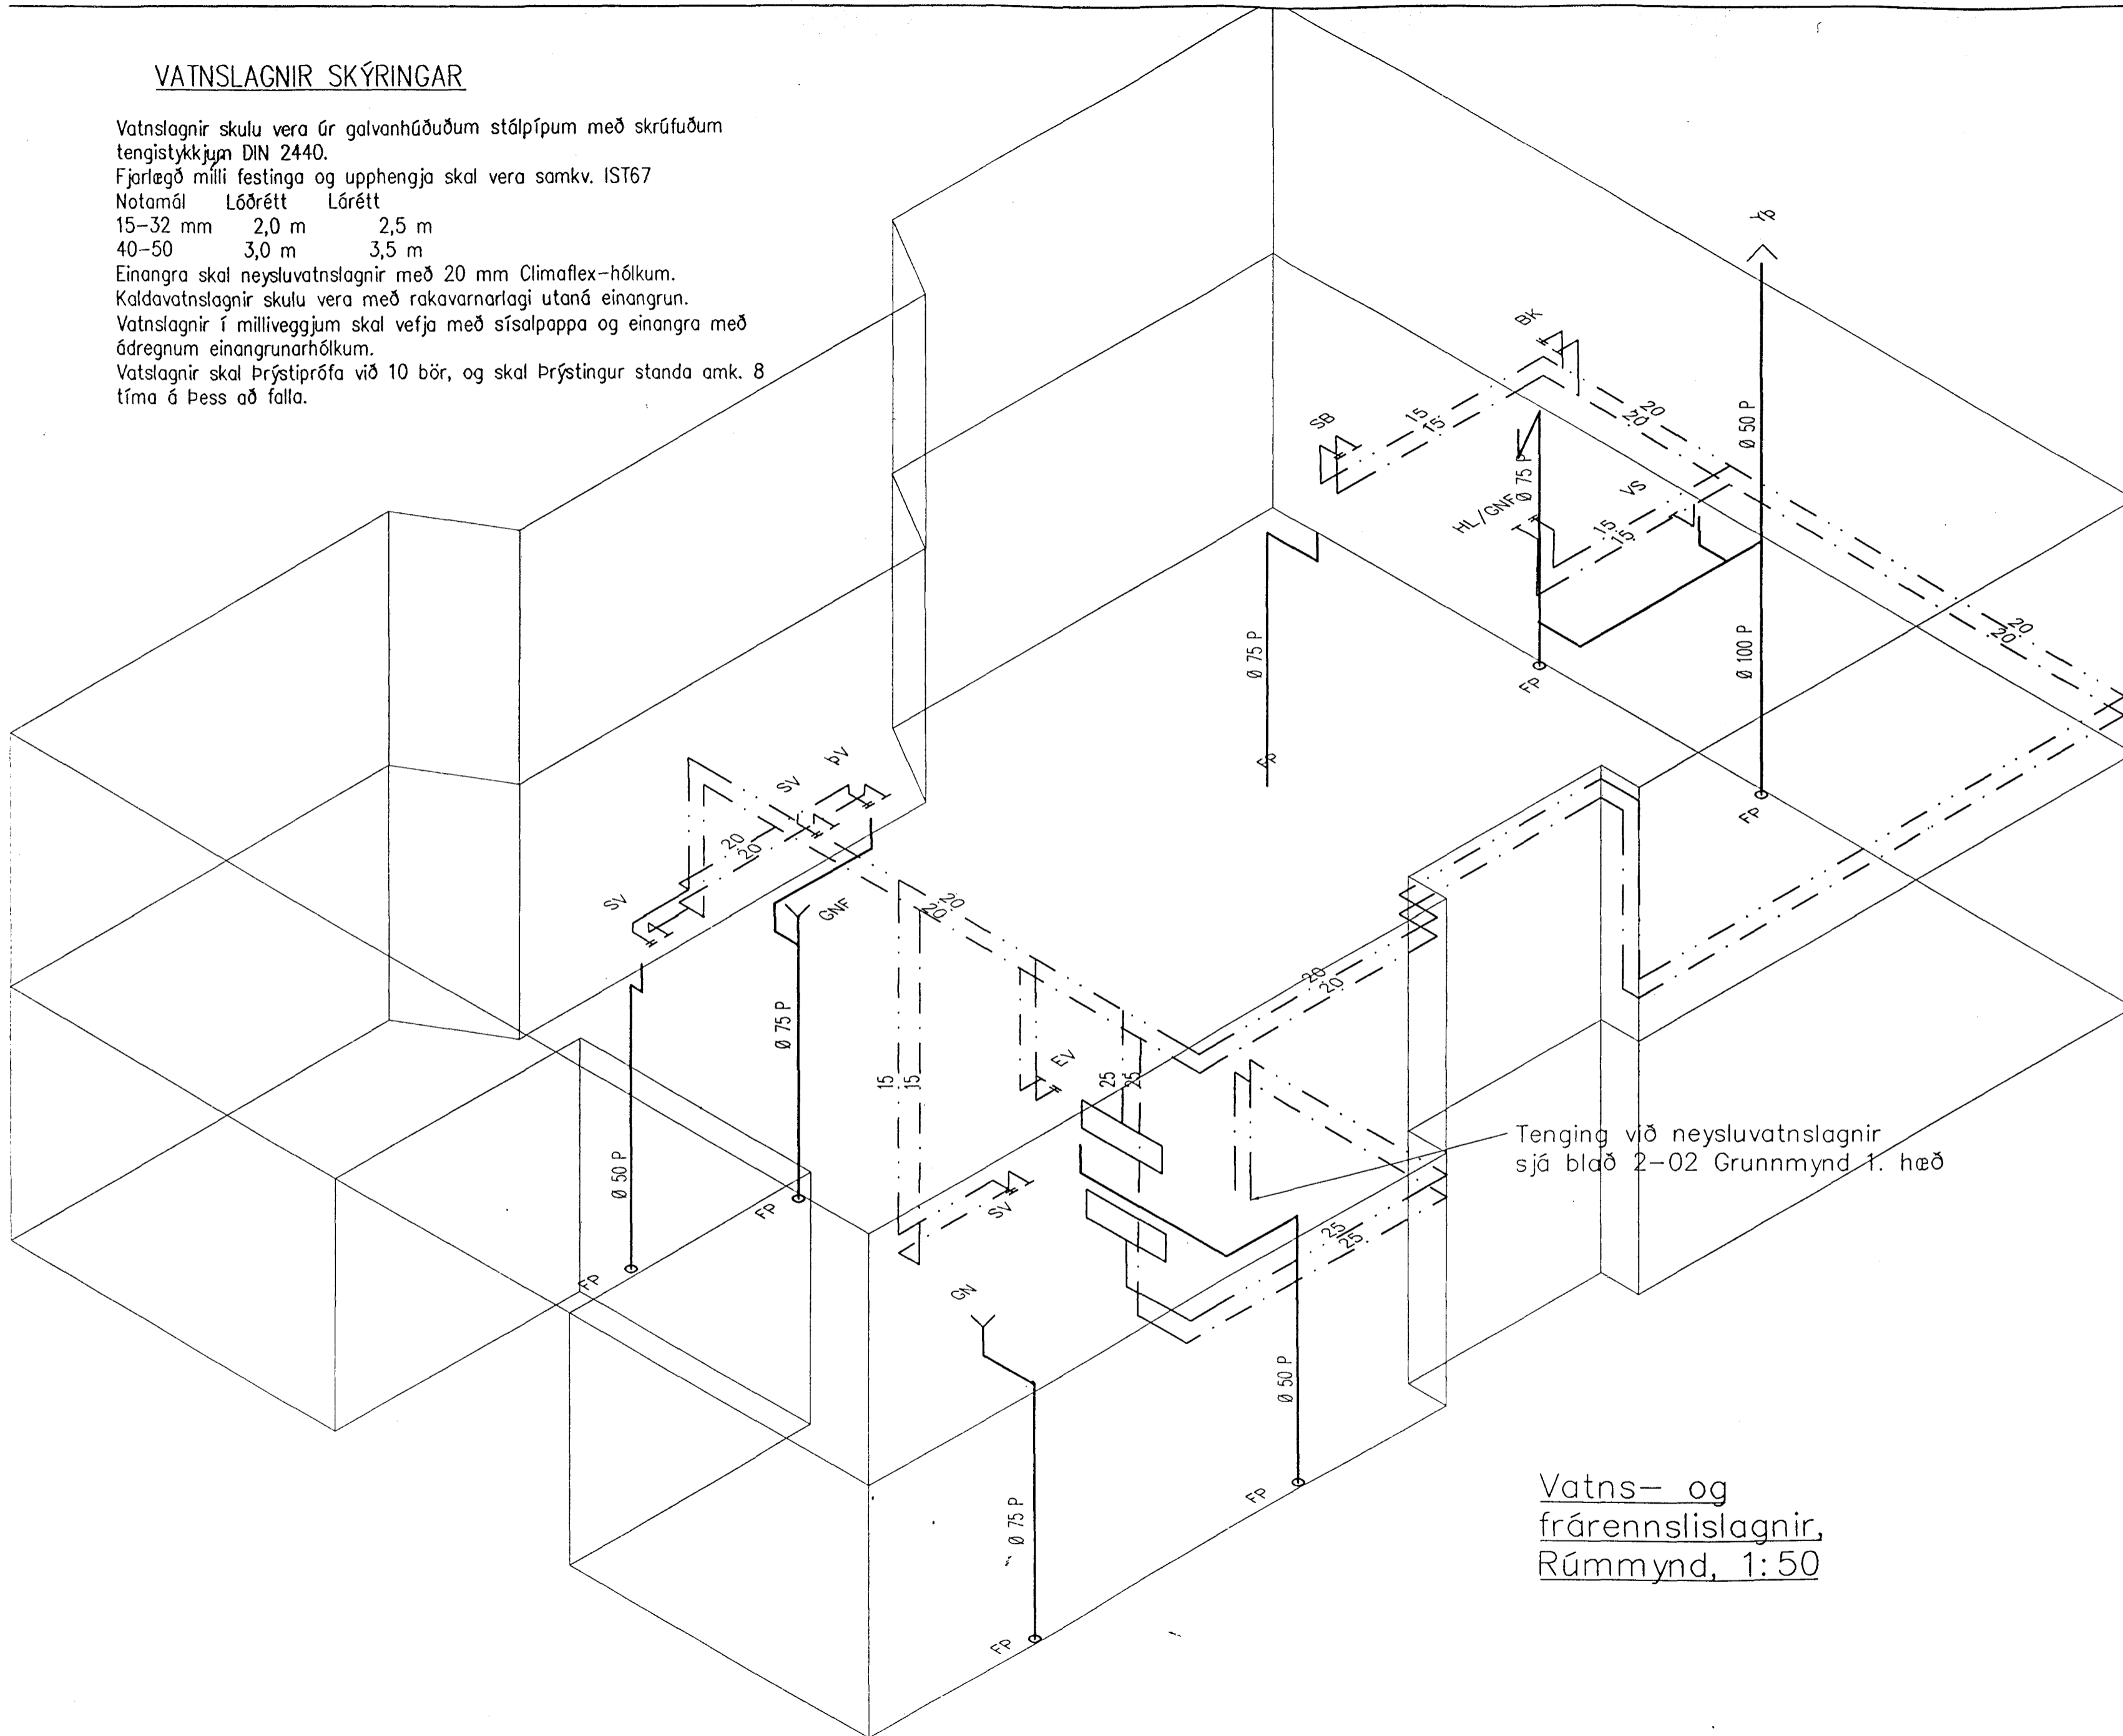 VATNSLAGNIR SKÝRINGAR
Vatnslagnir skulu vera úr galvanhúðuðum stálpípum með skrúfuðum
tengistykkjum DIN 2440.
Fjarlægð milli festinga og upphengja skal vera samkv. IST67
Notamál Lóðrétt Lárétt
15-32 mm 2,0 m 2,5 m
40-50 3,0 m 3,5 m
Einangra skal neysluvatnslagnir með 20 mm Climaflex-hólkum.
Kaldavatnslagnir skulu vera með rakavarnarlagi utaná einangrun.
Vatnslagnir í milliveggjum skal vefja með sísalpappa og einangra með
ádregnum einangrunarhólkum.
Vatslagnir skal Þrýstiprófa við 10 bör, og skal Þrýstingur standa amk. 8
tíma á Þess að falla.
Ýþ
BK
SB
15
15
20
20
Ø 50 P
Ø 75 P
VS
HL/GNF
15
15
20
20
Ø 75 P
Ø 100 P
FP
FP
FP
ÞV
SV
20
20
SV
GNF
20
20
Ø 75 P
20
20
EV
15
15
25
25
Ø 50 P
Tenging við neysluvatnslagnir
sjá blað 2-02 Grunnmynd 1. hæð
FP
SV
25
25
FP
GN
Ø 50 P
FP
Ø 75 P
FP
Vatns- og
frárennslislagnir,
Rúmmynd, 1:50